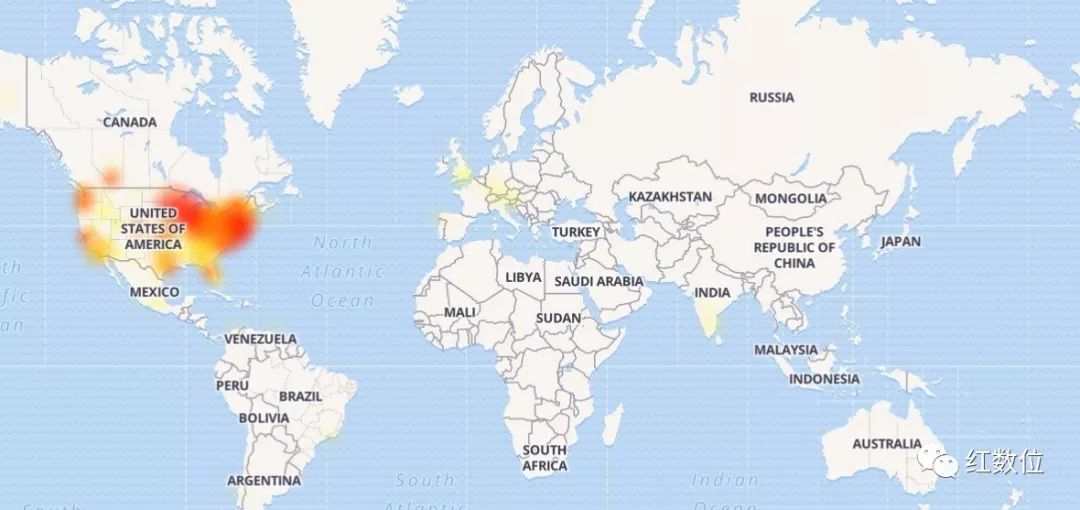 RUSSIA
CANADA
KAZAKHSTAN
MONGOLIA
UNITED
STATES OF
AMERICA
TURKEY
PEOPLE'S
REPUBLIC OF
CHINA
JAPAN
North
Atlantic
Ocean
LIBYA
SAUDI ARABIA
MEXICO
INDIA
MALI
SUDAN
VENEZUELA
MALAYSIA
INDONESIA
PERU
BRAZIL
BOLIVIA
SOUTH
AFRICA
AUSTRALIA
ARGENTINA
South
Atlantic
Indian
Ocean
红数位